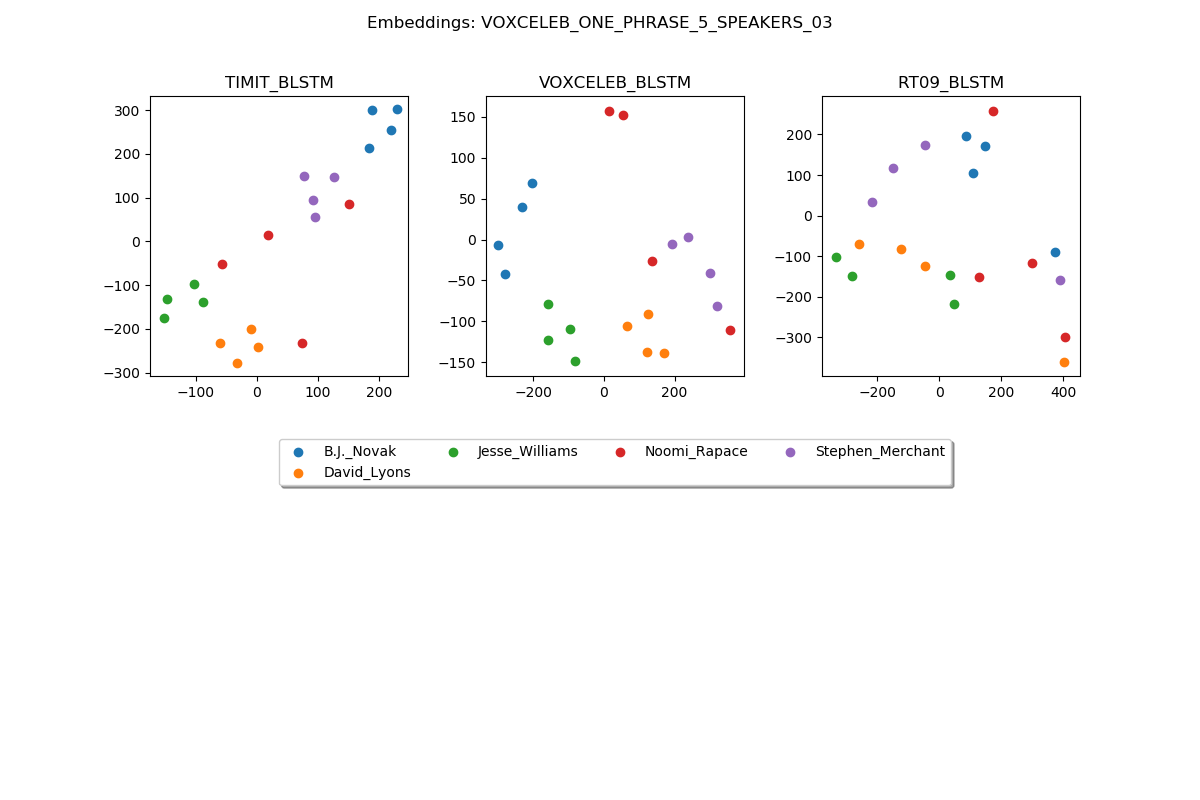 Embeddings: VOXCELEB_ONE_PHRASE_5_SPEAKERS_03
TIMIT_BLSTM
300
200
100
0
−100
−200
−300
−100 0 100 200
VOXCELEB_BLSTM
150
100
50
0
−50
−100
−150
−200 0 200
RT09_BLSTM
200
100
0
−100
−200
−300
−200 0 200 400
B.J._Novak Jesse_Williams Noomi_Rapace Stephen_Merchant
David_Lyons